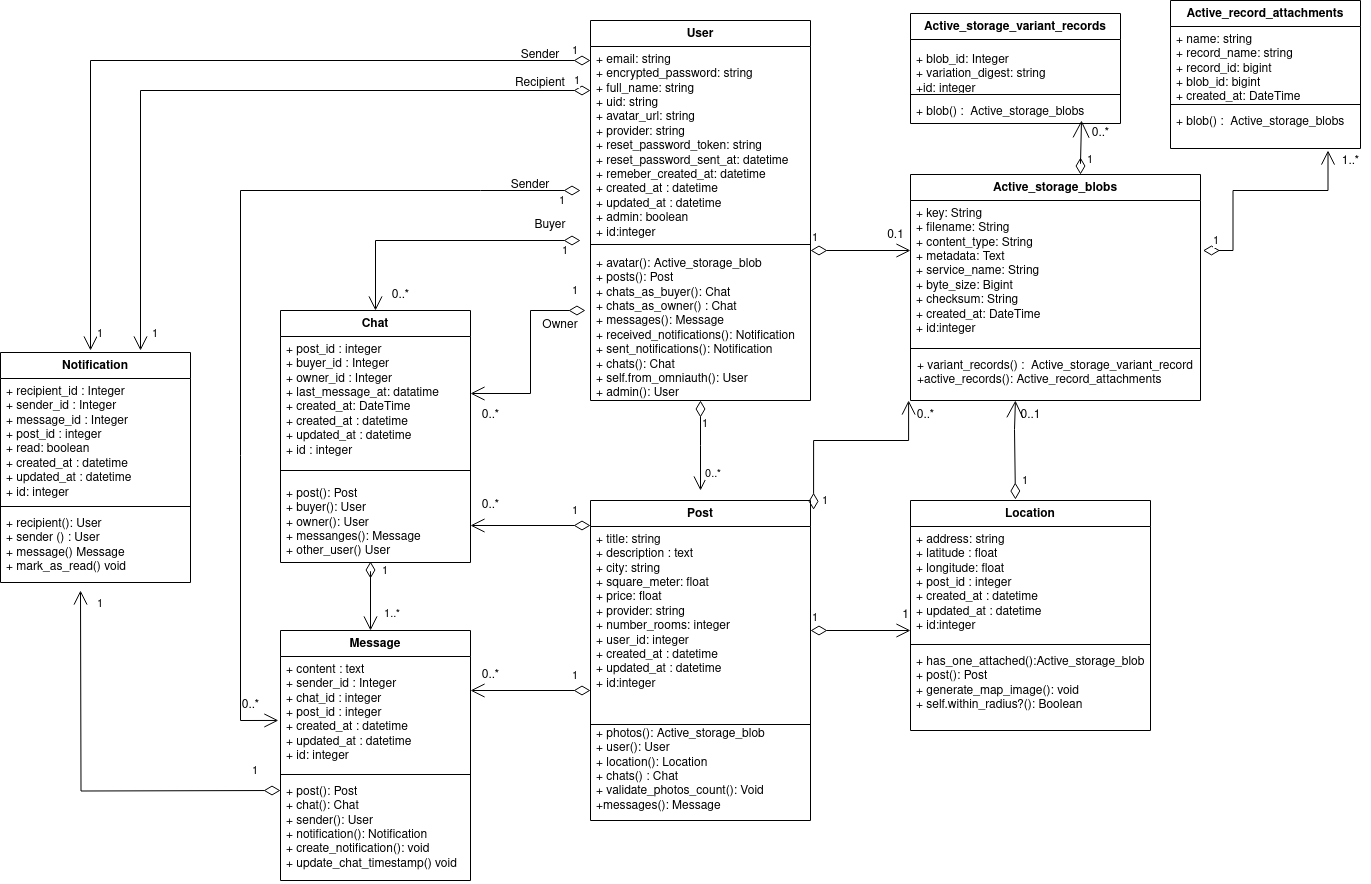 User
+ email: string
+ encrypted_password: string
+ full_name: string
+ uid: string
+ avatar_url: string
+ provider: string
+ reset_password_token: string
+ reset_password_sent_at: datetime
+ remeber_created_at: datetime
+ created_at : datetime
+ updated_at : datetime
+ admin: boolean
+ id:integer
+ avatar(): Active_storage_blob
+ posts(): Post
+ chats_as_buyer(): Chat
+ chats_as_owner() : Chat
+ messages(): Message
+ received_notifications(): Notification
+ sent_notifications(): Notification
+ chats(): Chat
+ self.from_omniauth(): User
+ admin(): User
Active_storage_variant_records
+ blob_id: Integer
+ variation_digest: string
+id: integer
+ blob() : Active_storage_blobs
Active_record_attachments
+ name: string
+ record_name: string
+ record_id: bigint
+ blob_id: bigint
+ created_at: DateTime
+ blob() : Active_storage_blobs
Sender
1
Recipient
1
Sender
1
Buyer
1
0..*
1
Owner
0..*
1
0.1
0..*
1
1..*
1
Active_storage_blobs
+ key: String
+ filename: String
+ content_type: String
+ metadata: Text
+ service_name: String
+ byte_size: Bigint
+ checksum: String
+ created_at: DateTime
+ id:integer
+ variant_records() : Active_storage_variant_record
+active_records(): Active_record_attachments
1
1
Notification
+ recipient_id : Integer
+ sender_id : Integer
+ message_id : Integer
+ post_id : integer
+ read: boolean
+ created_at : datetime
+ updated_at : datetime
+ id: integer
+ recipient(): User
+ sender () : User
+ message() Message
+ mark_as_read() void
1
Chat
+ post_id : integer
+ buyer_id : Integer
+ owner_id : Integer
+ last_message_at: datatime
+ created_at: DateTime
+ created_at : datetime
+ updated_at : datetime
+ id : integer
+ post(): Post
+ buyer(): User
+ owner(): User
+ messanges(): Message
+ other_user() User
1
0..*
0..*
1
0..*
1
0..1
1
1
1..*
Post
+ title: string
+ description : text
+ city: string
+ square_meter: float
+ price: float
+ provider: string
+ number_rooms: integer
+ user_id: integer
+ created_at : datetime
+ updated_at : datetime
+ id:integer
+ photos(): Active_storage_blob
+ user(): User
+ location(): Location
+ chats() : Chat
+ validate_photos_count(): Void
+messages(): Message
1
1
Location
+ address: string
+ latitude : float
+ longitude: float
+ post_id : integer
+ created_at : datetime
+ updated_at : datetime
+ id:integer
+ has_one_attached():Active_storage_blob
+ post(): Post
+ generate_map_image(): void
+ self.within_radius?(): Boolean
Message
+ content : text
+ sender_id : Integer
+ chat_id : integer
+ post_id : integer
+ created_at : datetime
+ updated_at : datetime
+ id: integer
+ post(): Post
+ chat(): Chat
+ sender(): User
+ notification(): Notification
+ create_notification(): void
+ update_chat_timestamp() void
0..*
1
0..*
1